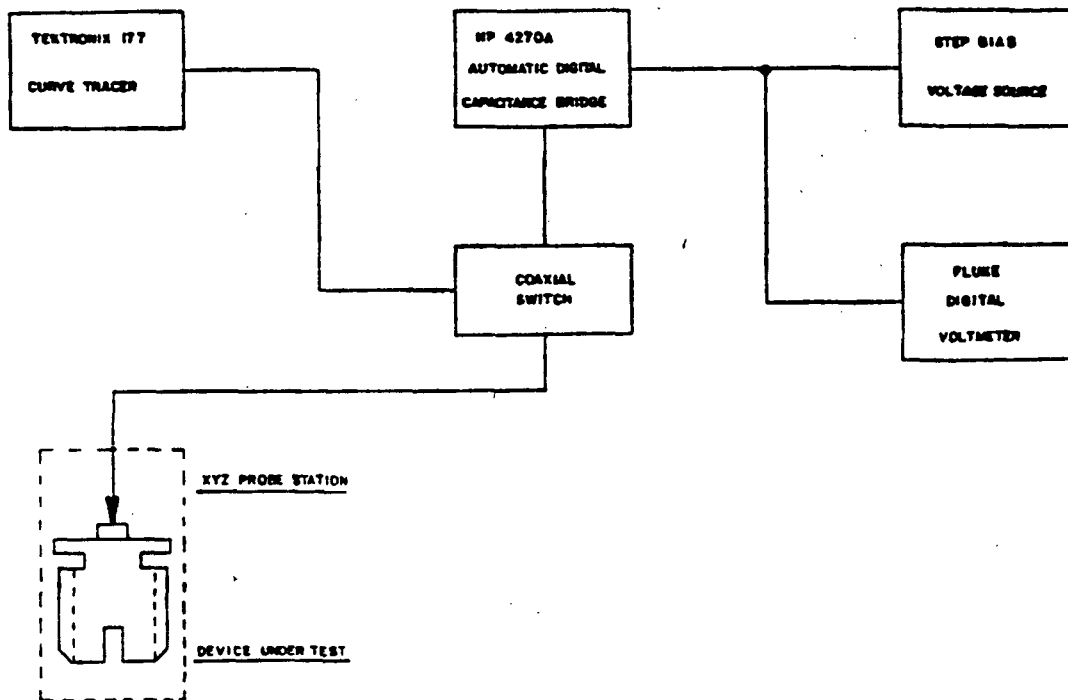 TEKTRONIX 177
CURVE TRACER
HP 4270A
AUTOMATIC DIGITAL
CAPACITANCE BRIDGE
STEP BIAS
VOLTAGE SOURCE
COAXIAL
SWITCH
FLUKE
DIGITAL
VOLTMETER
XYZ PROBE STATION
DEVICE UNDER TEST